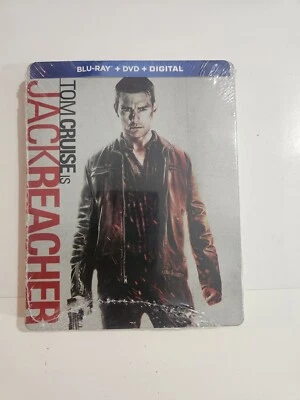 BLU-RAY + DVD + DIGITAL
TOM CRUISE IS
JACK REACHER